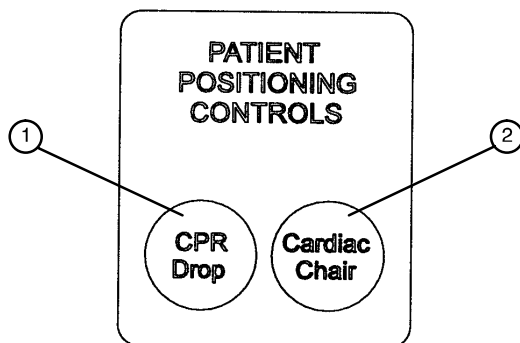 PATIENT
POSITIONING
CONTROLS
1
2
CPR
Drop
Cardiac
Chair